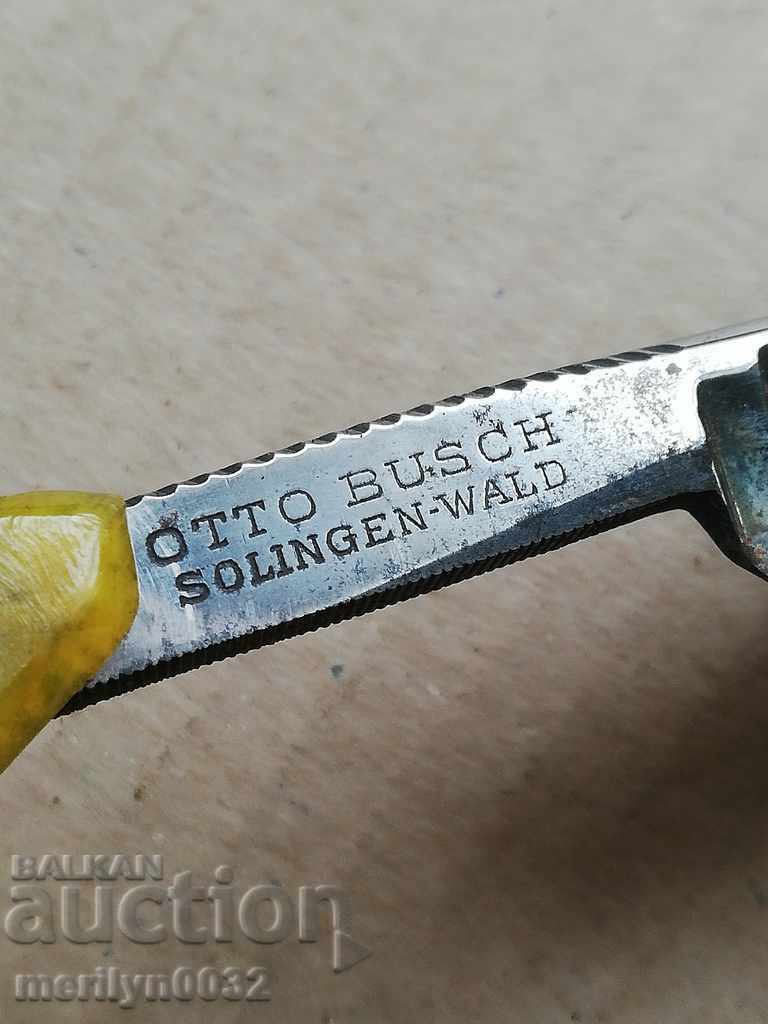 OTTO BUSCH
SOLINGEN-WALD
BALKAN
auction
merilyn0032